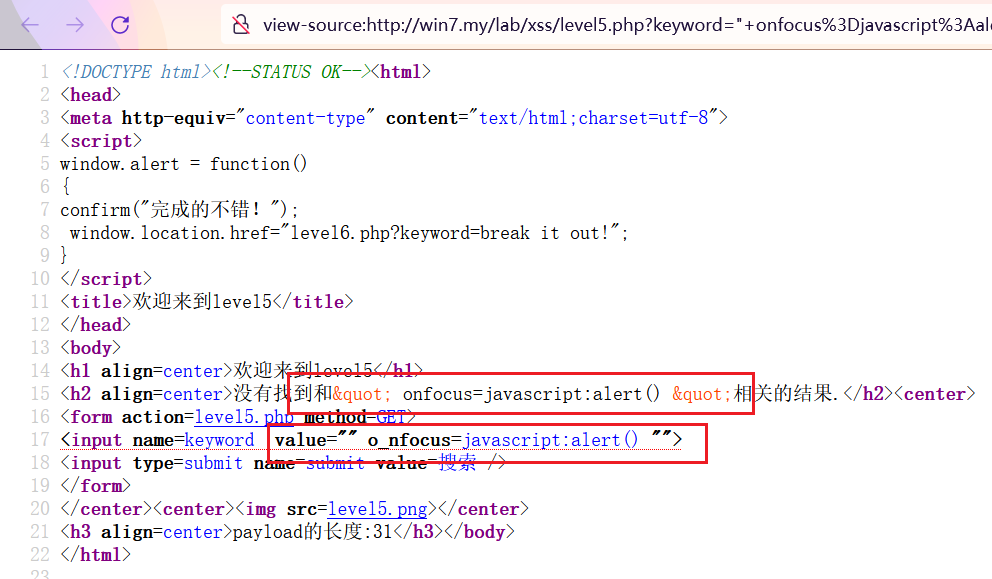 view-source:http://win7.my/lab/xss/level5.php?keyword="+onfocus%3Djavascript%3Aale
1 <!DOCTYPE html><!--STATUS OK--><html>
2 <head>
3 <meta http-equiv="content-type" content="text/html;charset=utf-8">
4 <script>
5 window.alert = function()
6 {
7 confirm("完成的不错！");
8  window.location.href="level6.php?keyword=break it out!";
9 }
10 </script>
11 <title>欢迎来到level5</title>
12 </head>
13 <body>
14 <h1 align=center>欢迎来到level5</h1>
15 <h2 align=center>没有找到和&quot; onfocus=javascript:alert() &quot;相关的结果.</h2><center>
16 <form action=level5.php method=GET>
17 <input name=keyword  value="" o_nfocus=javascript:alert() "">
18 <input type=submit name=submit value=搜索 />
19 </form>
20 </center><center><img src=level5.png></center>
21 <h3 align=center>payload的长度:31</h3></body>
22 </html>
23